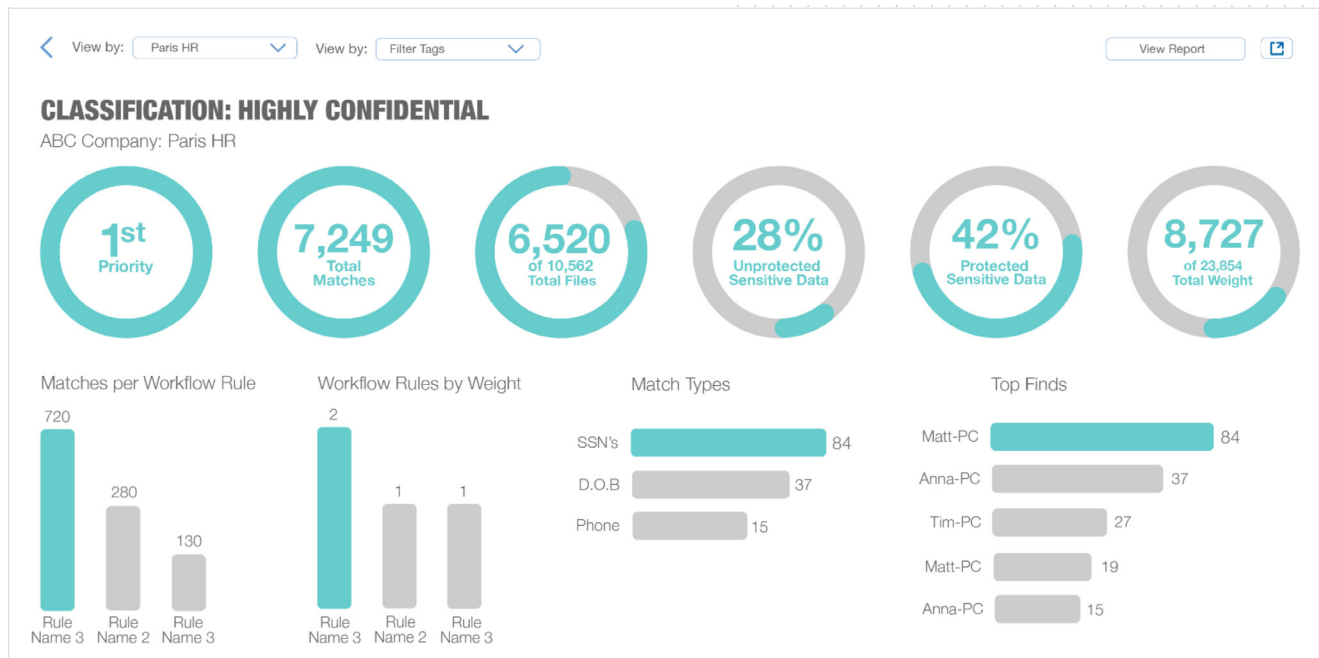 View by: Paris HR View by: Filter Tags View Report
CLASSIFICATION: HIGHLY CONFIDENTIAL
ABC Company: Paris HR
1st
Priority
7,249
Total
Matches
6,520
of 10,562
Total Files
28%
Unprotected
Sensitive Data
42%
Protected
Sensitive Data
8,727
of 23,854
Total Weight
Matches per Workflow Rule
720
280
130
Rule
Name 3
Rule
Name 2
Rule
Name 3
Workflow Rules by Weight
2
1
1
Rule
Name 3
Rule
Name 2
Rule
Name 3
Match Types
SSN's 84
D.O.B 37
Phone 15
Top Finds
Matt-PC 84
Anna-PC 37
Tim-PC 27
Matt-PC 19
Anna-PC 15